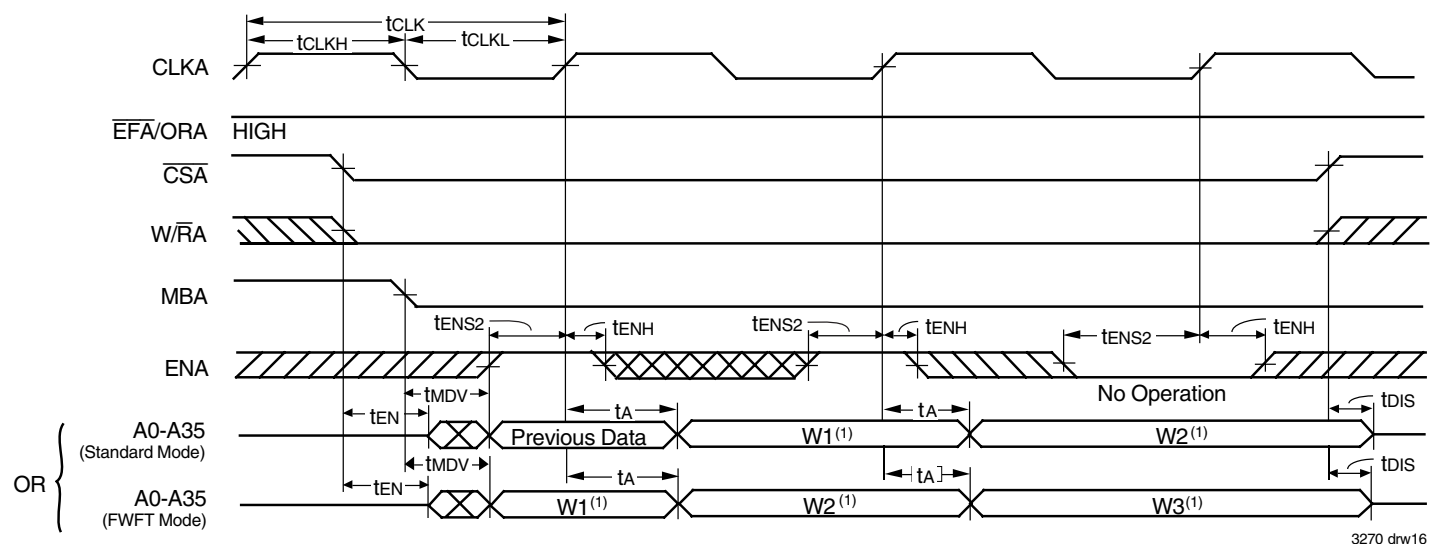 tCLK
tCLKH tCLKL
CLKA
EFA/ORA HIGH
CSA
W/RA
MBA
tENS2 tENH tENS2 tENH tENS2 tENH
ENA
No Operation
tMDV
tEN tA tA tDIS
A0-A35
(Standard Mode)
Previous Data W1(1) W2(1)
OR
tMDV
tEN tA tA tDIS
A0-A35
(FWFT Mode)
W1(1) W2(1) W3(1)
3270 drw16